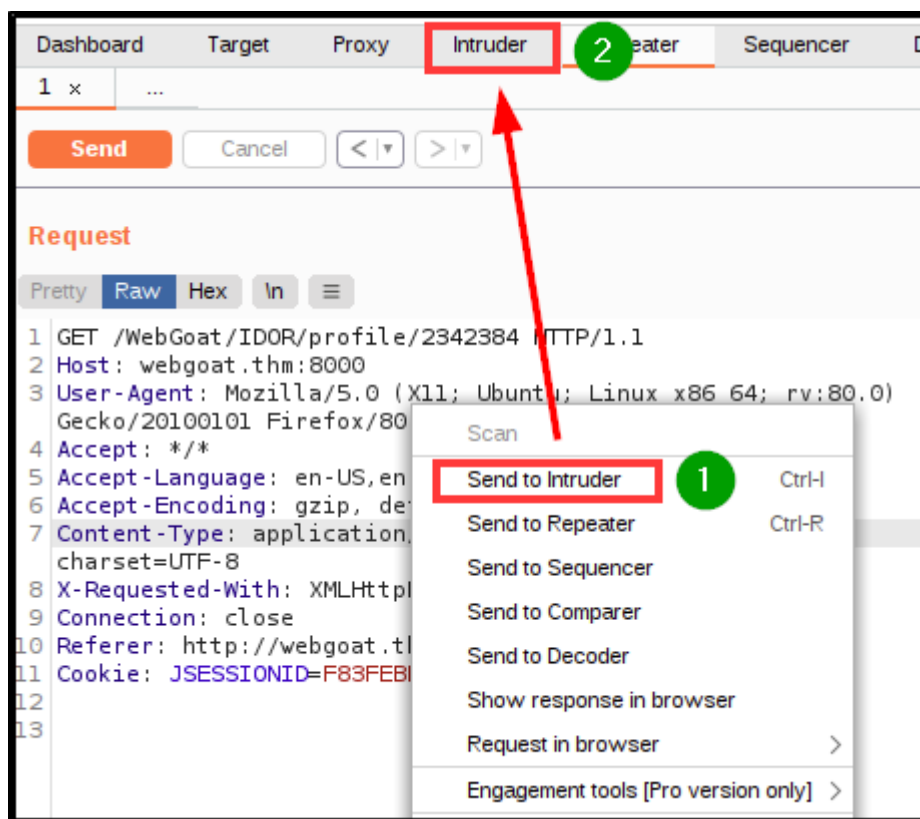 Dashboard Target Proxy Intruder 2 eater Sequencer
1 × ...
Send Cancel < > 
Request
Pretty Raw Hex \n ≡
1 GET /WebGoat/IDOR/profile/2342384 HTTP/1.1
2 Host: webgoat.thm:8000
3 User-Agent: Mozilla/5.0 (X11; Ubuntu; Linux x86_64; rv:80.0)
Gecko/20100101 Firefox/80
4 Accept: */*
5 Accept-Language: en-US,en
6 Accept-Encoding: gzip, de
7 Content-Type: application
charset=UTF-8
8 X-Requested-With: XMLHttp
9 Connection: close
10 Referer: http://webgoat.t
11 Cookie: JSESSIONID=F83FEB
12
13
Scan
Send to Intruder 1 Ctrl-I
Send to Repeater Ctrl-R
Send to Sequencer
Send to Comparer
Send to Decoder
Show response in browser
Request in browser >
Engagement tools [Pro version only] >